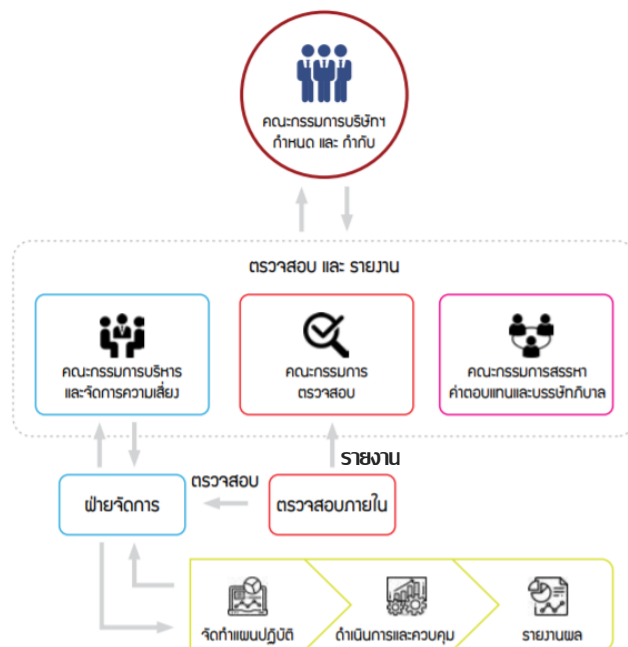 คณะกรรมการบริษัทฯ
กำหนด และ กำกับ
ตรวจสอบ และ รายงาน
คณะกรรมการบริหาร
และจัดการความเสี่ยง
คณะกรรมการ
ตรวจสอบ
คณะกรรมการสรรหา
ค่าตอบแทนและบรรษัทภิบาล
รายงาน
ฝ่ายจัดการ
ตรวจสอบ
ตรวจสอบภายใน
จัดทำแผนปฏิบัติ
ดำเนินการและควบคุม
รายงานผล